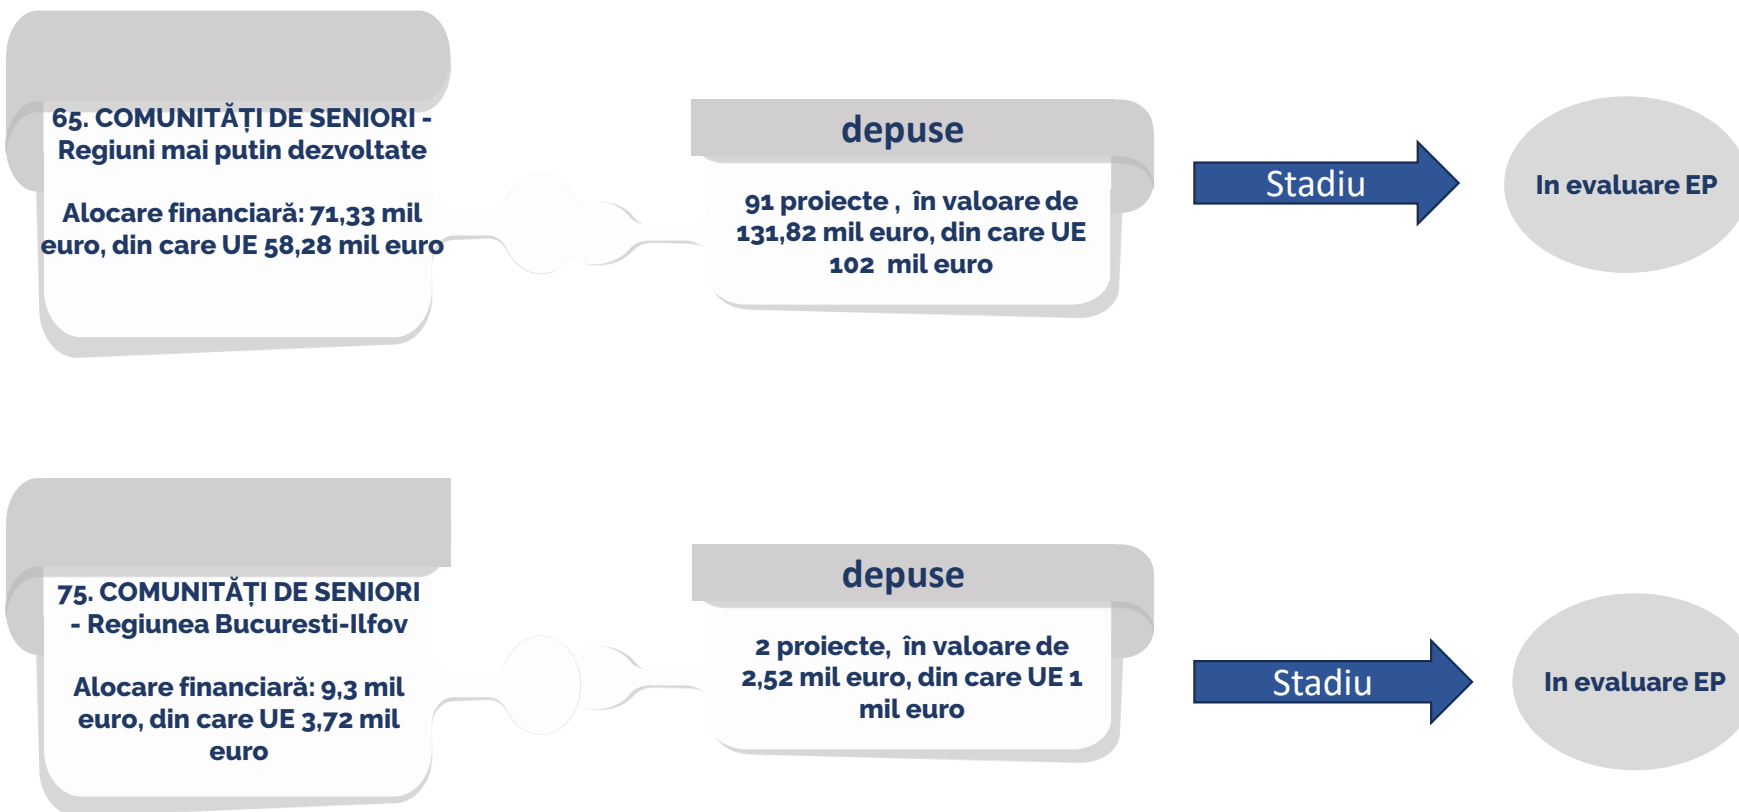 65. COMUNITĂȚI DE SENIORI -
Regiuni mai putin dezvoltate
Alocare financiară: 71,33 mil
euro, din care UE 58,28 mil euro
depuse
91 proiecte , în valoare de
131,82 mil euro, din care UE
102 mil euro
Stadiu
In evaluare EP
75. COMUNITĂȚI DE SENIORI
- Regiunea Bucuresti-Ilfov
Alocare financiară: 9,3 mil
euro, din care UE 3,72 mil
euro
depuse
2 proiecte, în valoare de
2,52 mil euro, din care UE 1
mil euro
Stadiu
In evaluare EP